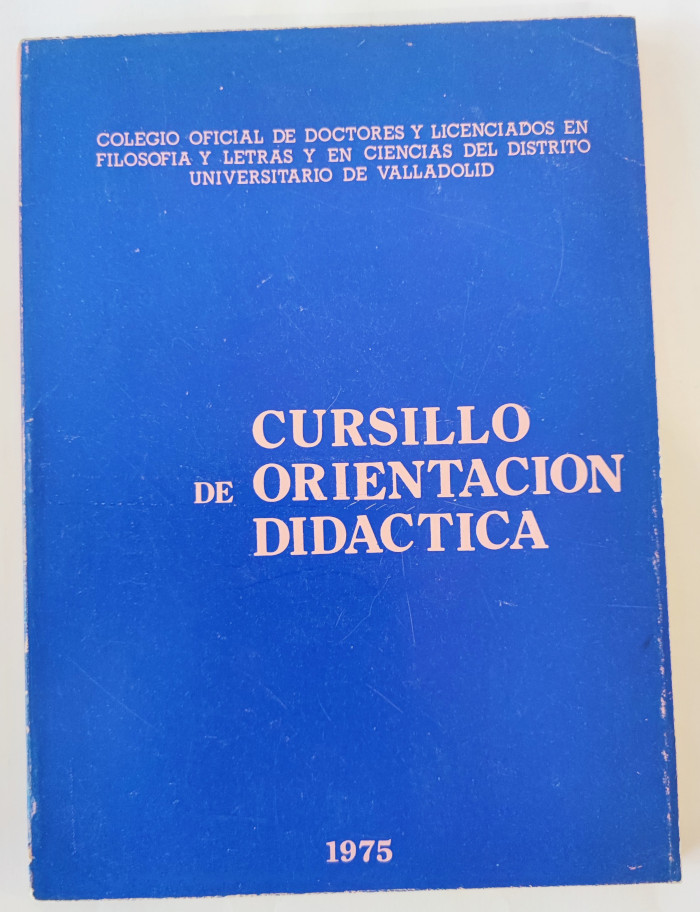 COLEGIO OFICIAL DE DOCTORES Y LICENCIADOS EN
FILOSOFIA Y LETRAS Y EN CIENCIAS DEL DISTRITO
UNIVERSITARIO DE VALLADOLID
CURSILLO
DE ORIENTACION
DIDACTICA
1975